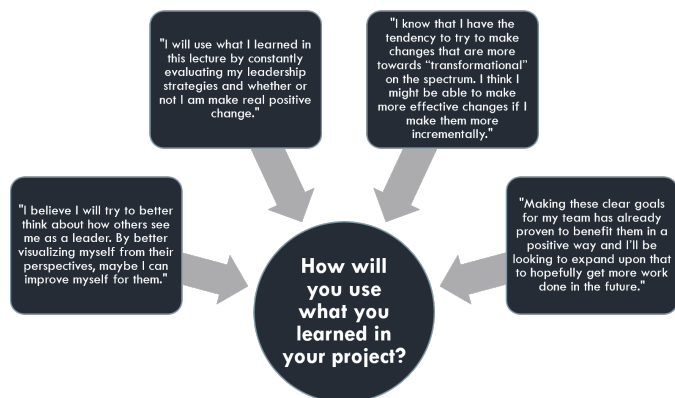 "I will use what I learned in
this lecture by constantly
evaluating my leadership
strategies and whether or
not I am make real positive
change."
"I know that I have the
tendency to try to make
changes that are more
towards “transformational”
on the spectrum. I think I
might be able to make
more effective changes if I
make them more
incrementally."
"I believe I will try to better
think about how others see
me as a leader. By better
visualizing myself from their
perspectives, maybe I can
improve myself for them."
"Making these clear goals
for my team has already
proven to benefit them in a
positive way and I'll be
looking to expand upon that
to hopefully get more work
done in the future."
How will
you use
what you
learned in
your project?